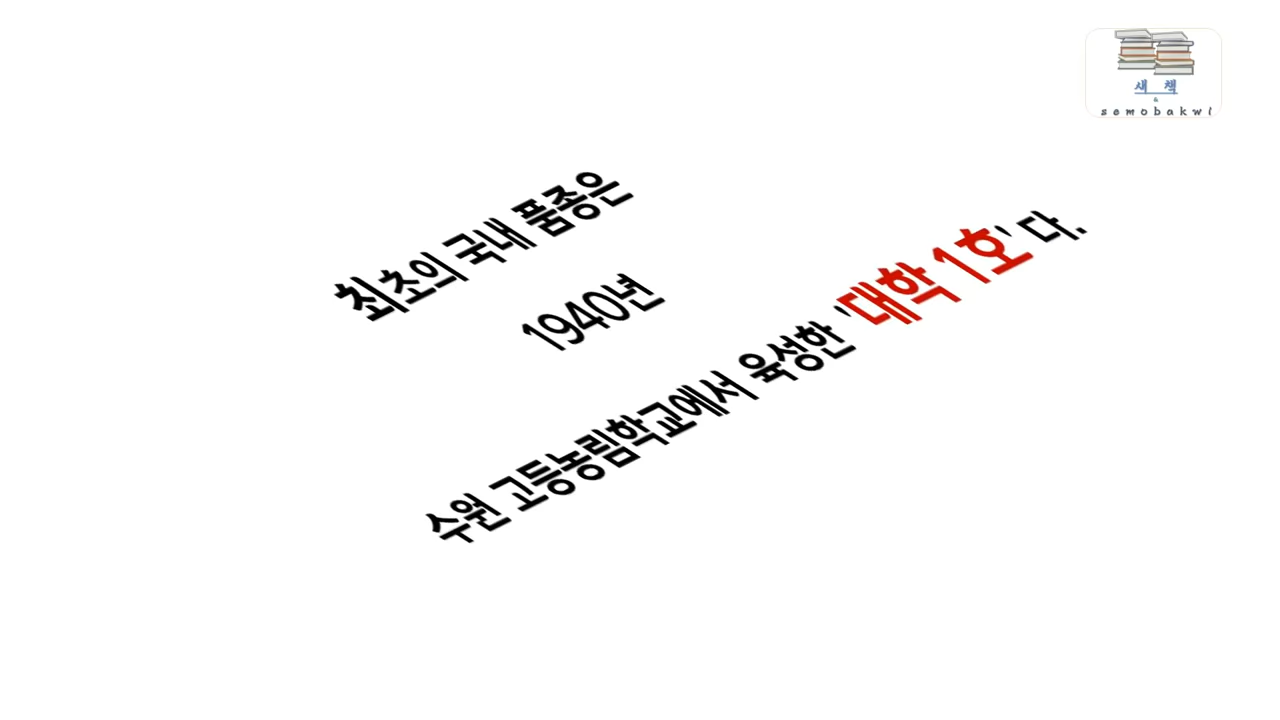 새 책
&
semobakwi
최초의 국내 품종은
1940년
수원 고등농림학교에서 육성한 '대학1호'다.